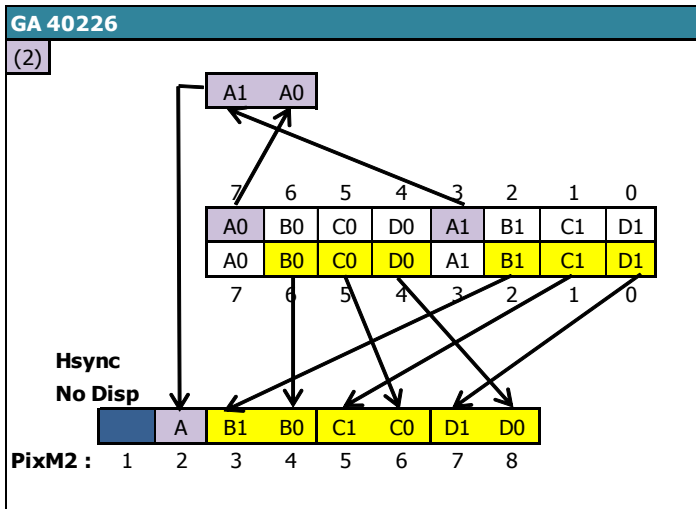 GA 40226
(2)
A1 A0
7 6 5 4 3 2 1 0
A0 B0 C0 D0 A1 B1 C1 D1
A0 B0 C0 D0 A1 B1 C1 D1
7 6 5 4 3 2 1 0
Hsync
No Disp
A B1 B0 C1 C0 D1 D0
PixM2 : 1 2 3 4 5 6 7 8